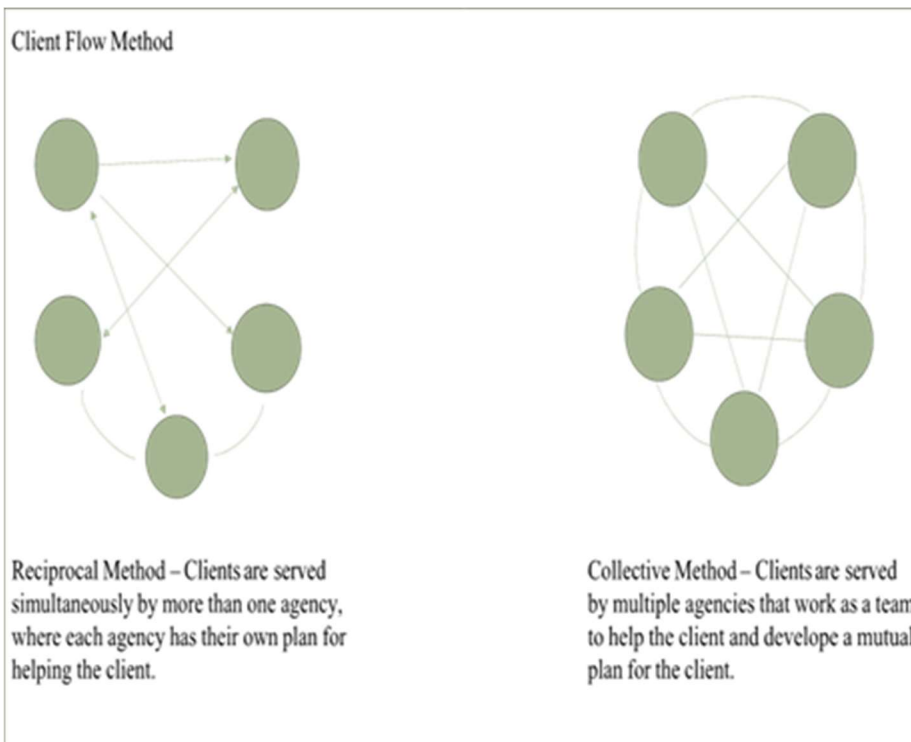 Client Flow Method
Reciprocal Method – Clients are served
simultaneously by more than one agency,
where each agency has their own plan for
helping the client.
Collective Method – Clients are served
by multiple agencies that work as a team
to help the client and develope a mutual
plan for the client.